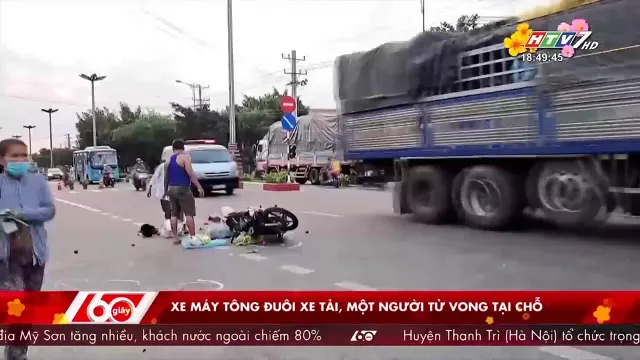 HTV7 HD
18:49:45
60 giây
XE MÁY TÔNG ĐUÔI XE TẢI, MỘT NGƯỜI TỬ VONG TẠI CHỖ
địa Mỹ Sơn tăng nhiều, khách nước ngoài chiếm 80% 60 Huyện Thanh Trì (Hà Nội) tổ chức trọng